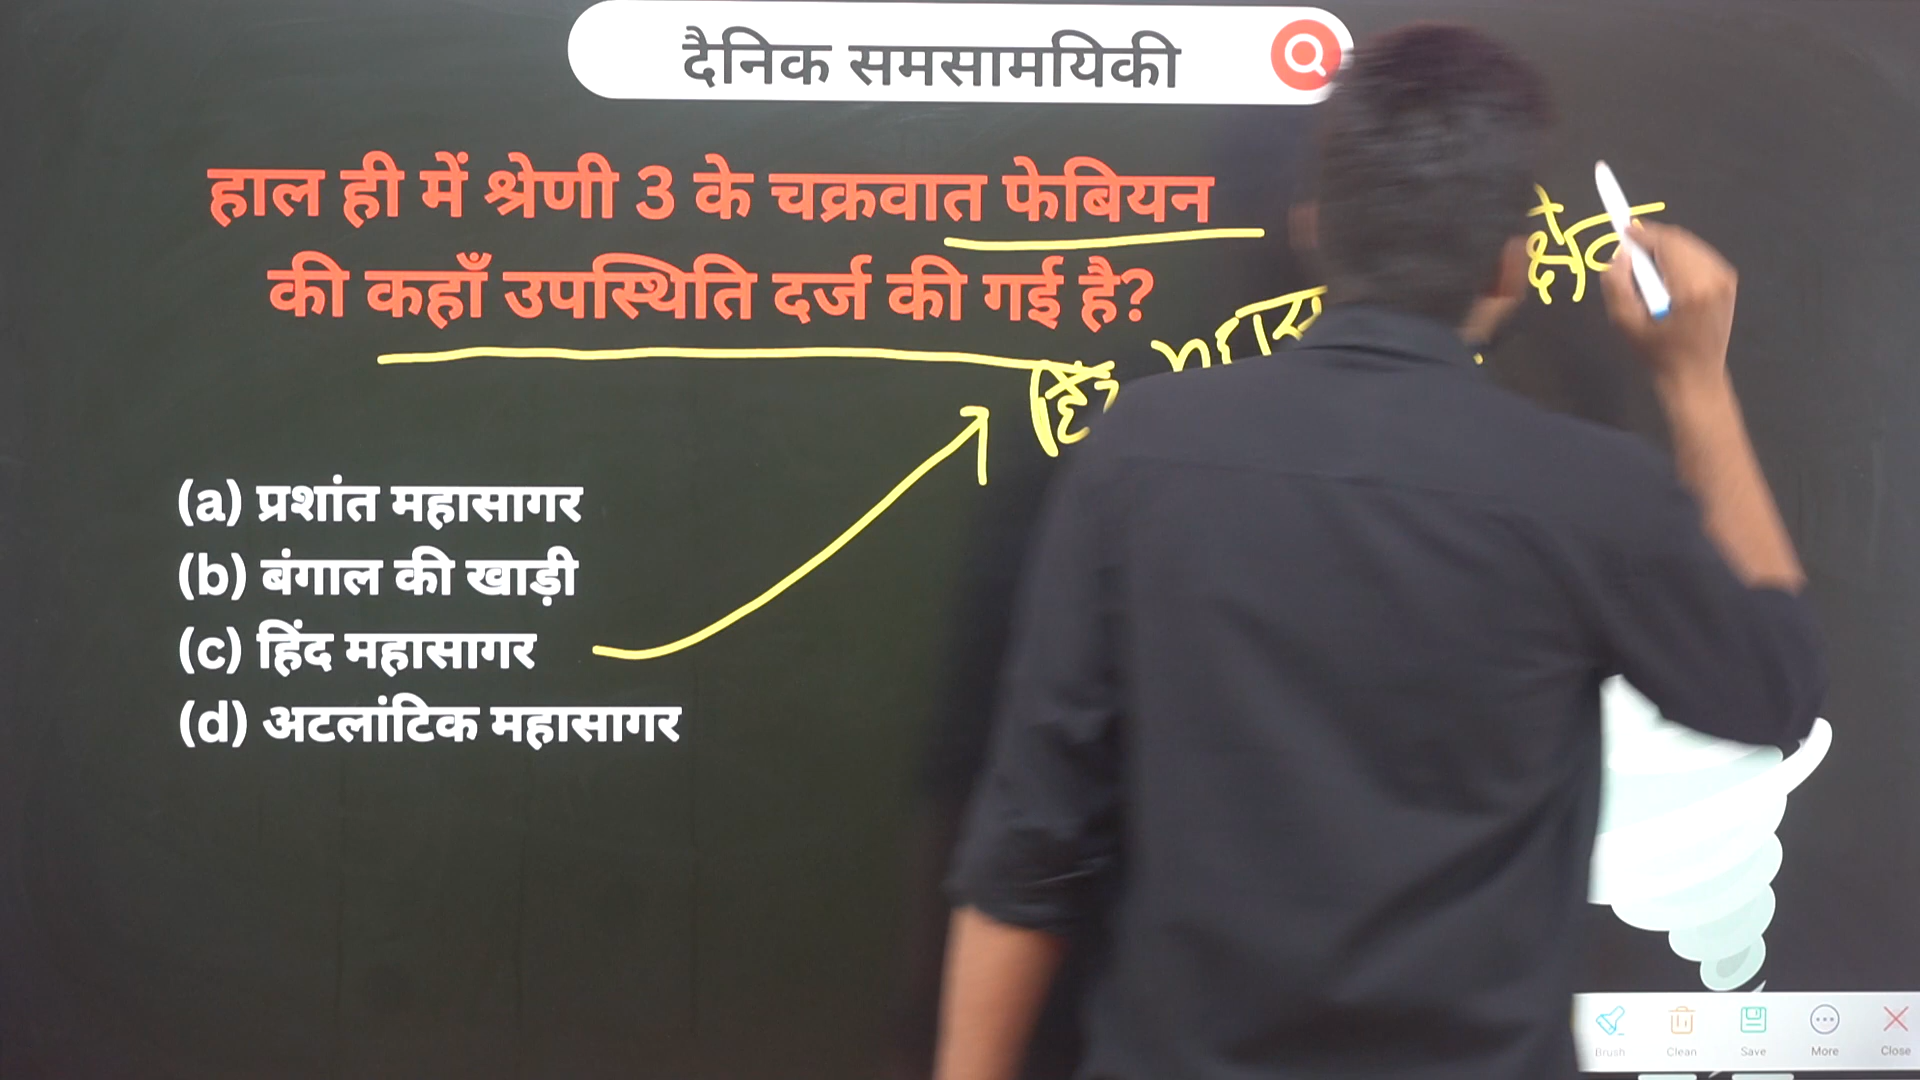 दैनिक समसामयिकी
हाल ही में श्रेणी 3 के चक्रवात फेबियन
की कहाँ उपस्थिति दर्ज की गई है?
(a) प्रशांत महासागर
(b) बंगाल की खाड़ी
(c) हिंद महासागर
(d) अटलांटिक महासागर
Brush Clean Save More Close